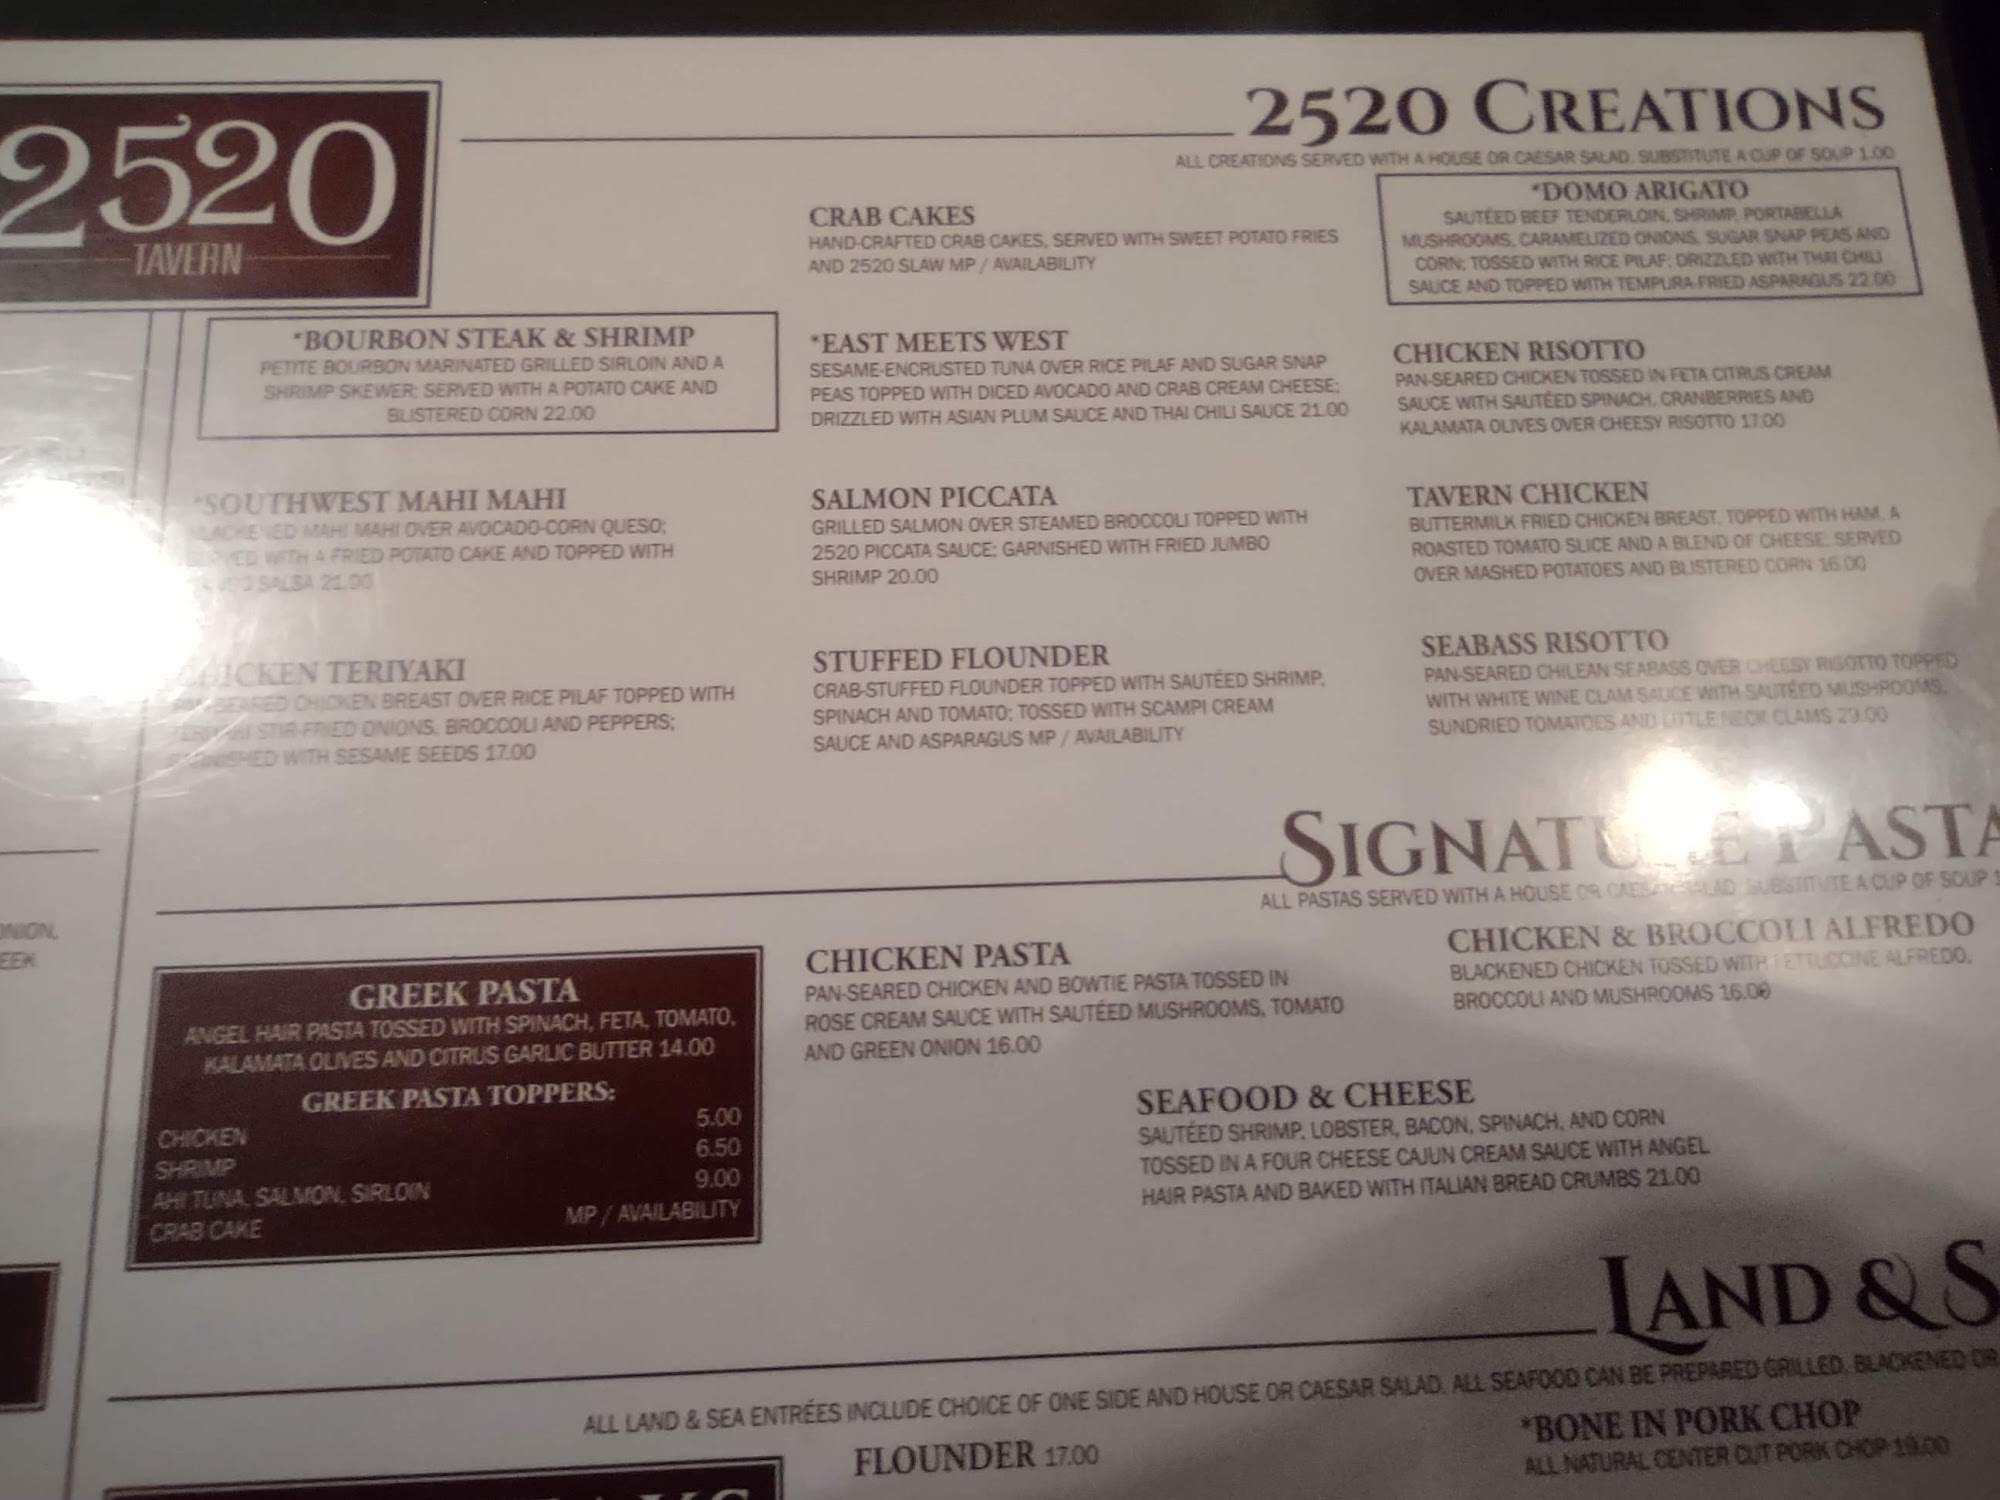 2520
TAVERN
2520 CREATIONS
ALL CREATIONS SERVED WITH A HOUSE OR CAESAR SALAD. SUBSTITUTE A CUP OF SOUP 1.00
*BOURBON STEAK & SHRIMP
PETITE BOURBON MARINATED GRILLED SIRLOIN AND A
SHRIMP SKEWER; SERVED WITH A POTATO CAKE AND
BLISTERED CORN 22.00
*SOUTHWEST MAHI MAHI
BLACKENED MAHI MAHI OVER AVOCADO-CORN QUESO;
SERVED WITH A FRIED POTATO CAKE AND TOPPED WITH
SALSA 21.00
CHICKEN TERIYAKI
PAN-SEARED CHICKEN BREAST OVER RICE PILAF TOPPED WITH
TERIYAKI STIR-FRIED ONIONS, BROCCOLI AND PEPPERS;
GARNISHED WITH SESAME SEEDS 17.00
CRAB CAKES
HAND-CRAFTED CRAB CAKES, SERVED WITH SWEET POTATO FRIES
AND 2520 SLAW MP / AVAILABILITY
*EAST MEETS WEST
SESAME-ENCRUSTED TUNA OVER RICE PILAF AND SUGAR SNAP
PEAS TOPPED WITH DICED AVOCADO AND CRAB CREAM CHEESE;
DRIZZLED WITH ASIAN PLUM SAUCE AND THAI CHILI SAUCE 21.00
SALMON PICCATA
GRILLED SALMON OVER STEAMED BROCCOLI TOPPED WITH
2520 PICCATA SAUCE; GARNISHED WITH FRIED JUMBO
SHRIMP 20.00
STUFFED FLOUNDER
CRAB-STUFFED FLOUNDER TOPPED WITH SAUTÉED SHRIMP,
SPINACH AND TOMATO; TOSSED WITH SCAMPI CREAM
SAUCE AND ASPARAGUS MP / AVAILABILITY
*DOMO ARIGATO
SAUTÉED BEEF TENDERLOIN, SHRIMP, PORTABELLA
MUSHROOMS, CARAMELIZED ONIONS, SUGAR SNAP PEAS AND
CORN; TOSSED WITH RICE PILAF; DRIZZLED WITH THAI CHILI
SAUCE AND TOPPED WITH TEMPURA-FRIED ASPARAGUS 22.00
CHICKEN RISOTTO
PAN-SEARED CHICKEN TOSSED IN FETA CITRUS CREAM
SAUCE WITH SAUTÉED SPINACH, CRANBERRIES AND
KALAMATA OLIVES OVER CHEESY RISOTTO 17.00
TAVERN CHICKEN
BUTTERMILK FRIED CHICKEN BREAST, TOPPED WITH HAM, A
ROASTED TOMATO SLICE AND A BLEND OF CHEESE; SERVED
OVER MASHED POTATOES AND BLISTERED CORN 16.00
SEABASS RISOTTO
PAN-SEARED CHILEAN SEABASS OVER CHEESY RISOTTO TOPPED
WITH WHITE WINE CLAM SAUCE WITH SAUTÉED MUSHROOMS,
SUNDRIED TOMATOES AND LITTLE NECK CLAMS 29.00
SIGNATURE PASTA
ALL PASTAS SERVED WITH A HOUSE OR CAESAR SALAD. SUBSTITUTE A CUP OF SOUP
GREEK PASTA
ANGEL HAIR PASTA TOSSED WITH SPINACH, FETA, TOMATO,
KALAMATA OLIVES AND CITRUS GARLIC BUTTER 14.00
GREEK PASTA TOPPERS:
CHICKEN 5.00
SHRIMP 6.50
AHI TUNA, SALMON, SIRLOIN 9.00
CRAB CAKE MP / AVAILABILITY
CHICKEN PASTA
PAN-SEARED CHICKEN AND BOWTIE PASTA TOSSED IN
ROSE CREAM SAUCE WITH SAUTÉED MUSHROOMS, TOMATO
AND GREEN ONION 16.00
CHICKEN & BROCCOLI ALFREDO
BLACKENED CHICKEN TOSSED WITH FETTUCCINE ALFREDO,
BROCCOLI AND MUSHROOMS 16.00
SEAFOOD & CHEESE
SAUTÉED SHRIMP, LOBSTER, BACON, SPINACH, AND CORN
TOSSED IN A FOUR CHEESE CAJUN CREAM SAUCE WITH ANGEL
HAIR PASTA AND BAKED WITH ITALIAN BREAD CRUMBS 21.00
ONION,
LAND & S
ALL LAND & SEA ENTRÉES INCLUDE CHOICE OF ONE SIDE AND HOUSE OR CAESAR SALAD. ALL SEAFOOD CAN BE PREPARED GRILLED, BLACKENED OR
FLOUNDER 17.00
*BONE IN PORK CHOP
ALL NATURAL CENTER CUT PORK CHOP 19.00